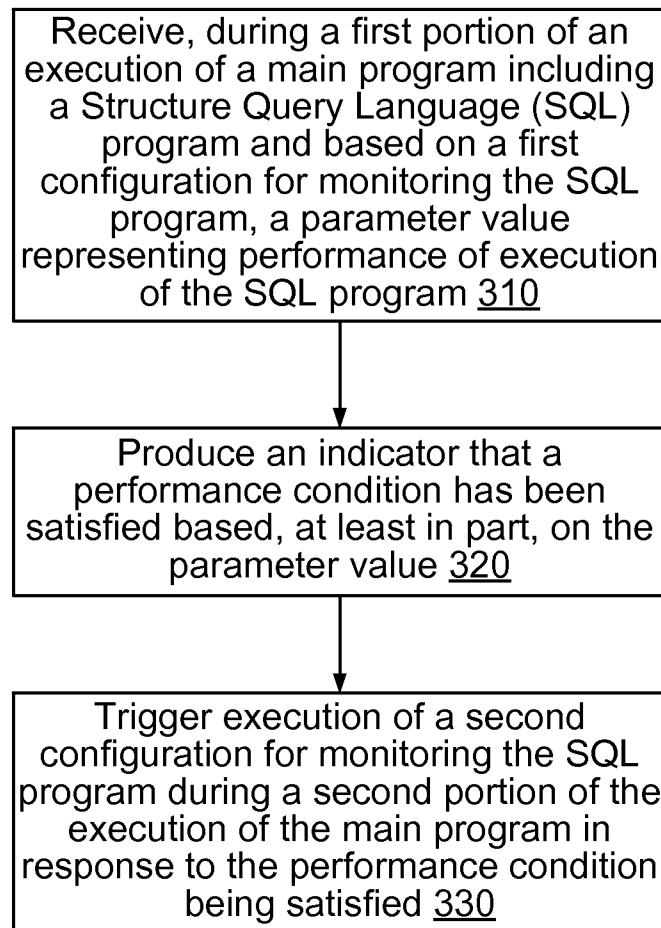 Receive, during a first portion of an
execution of a main program including
a Structure Query Language (SQL)
program and based on a first
configuration for monitoring the SQL
program, a parameter value
representing performance of execution
of the SQL program 310
Produce an indicator that a
performance condition has been
satisfied based, at least in part, on the
parameter value 320
Trigger execution of a second
configuration for monitoring the SQL
program during a second portion of the
execution of the main program in
response to the performance condition
being satisfied 330